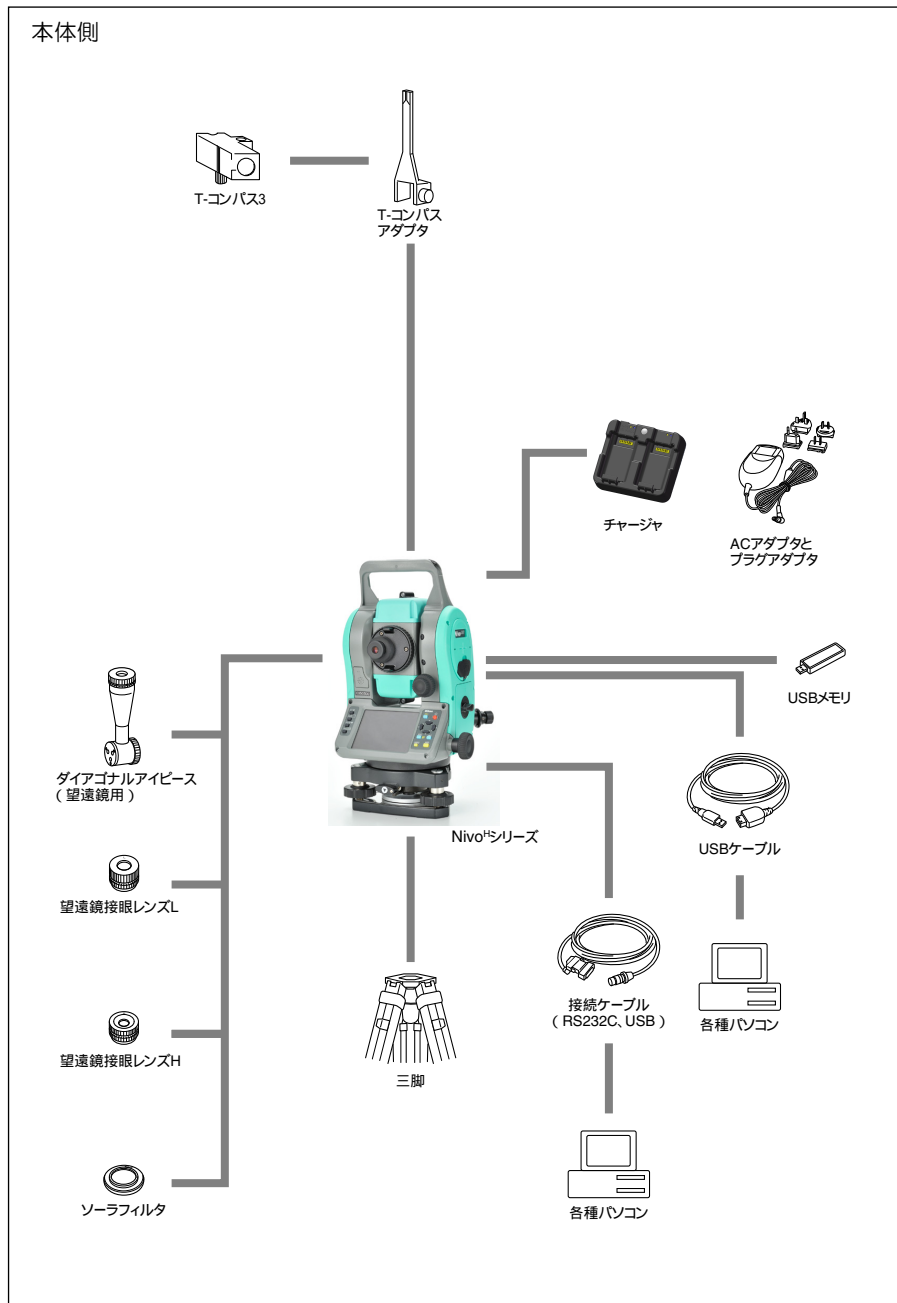 本体側
T-コンパス3
T-コンパス
アダプタ
チャージャ
ACアダプタと
プラグアダプタ
USBメモリ
ダイアゴナルアイピース
(望遠鏡用)
NivoHシリーズ
USBケーブル
望遠鏡接眼レンズL
接続ケーブル
(RS232C、USB)
各種パソコン
望遠鏡接眼レンズH
三脚
ソーラフィルタ
各種パソコン